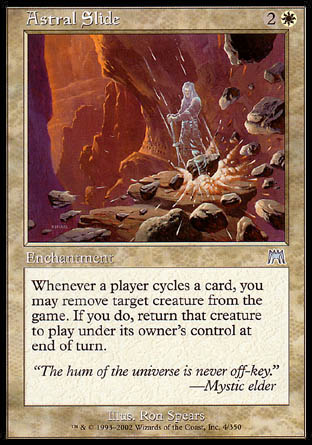 Astral Slide 2
Enchantment
Whenever a player cycles a card, you
may remove target creature from the
game. If you do, return that creature
to play under its owner's control at
end of turn.
"The hum of the universe is never off-key."
—Mystic elder
Illus. Ron Spears
™ & © 1993-2002 Wizards of the Coast, Inc. 4/350